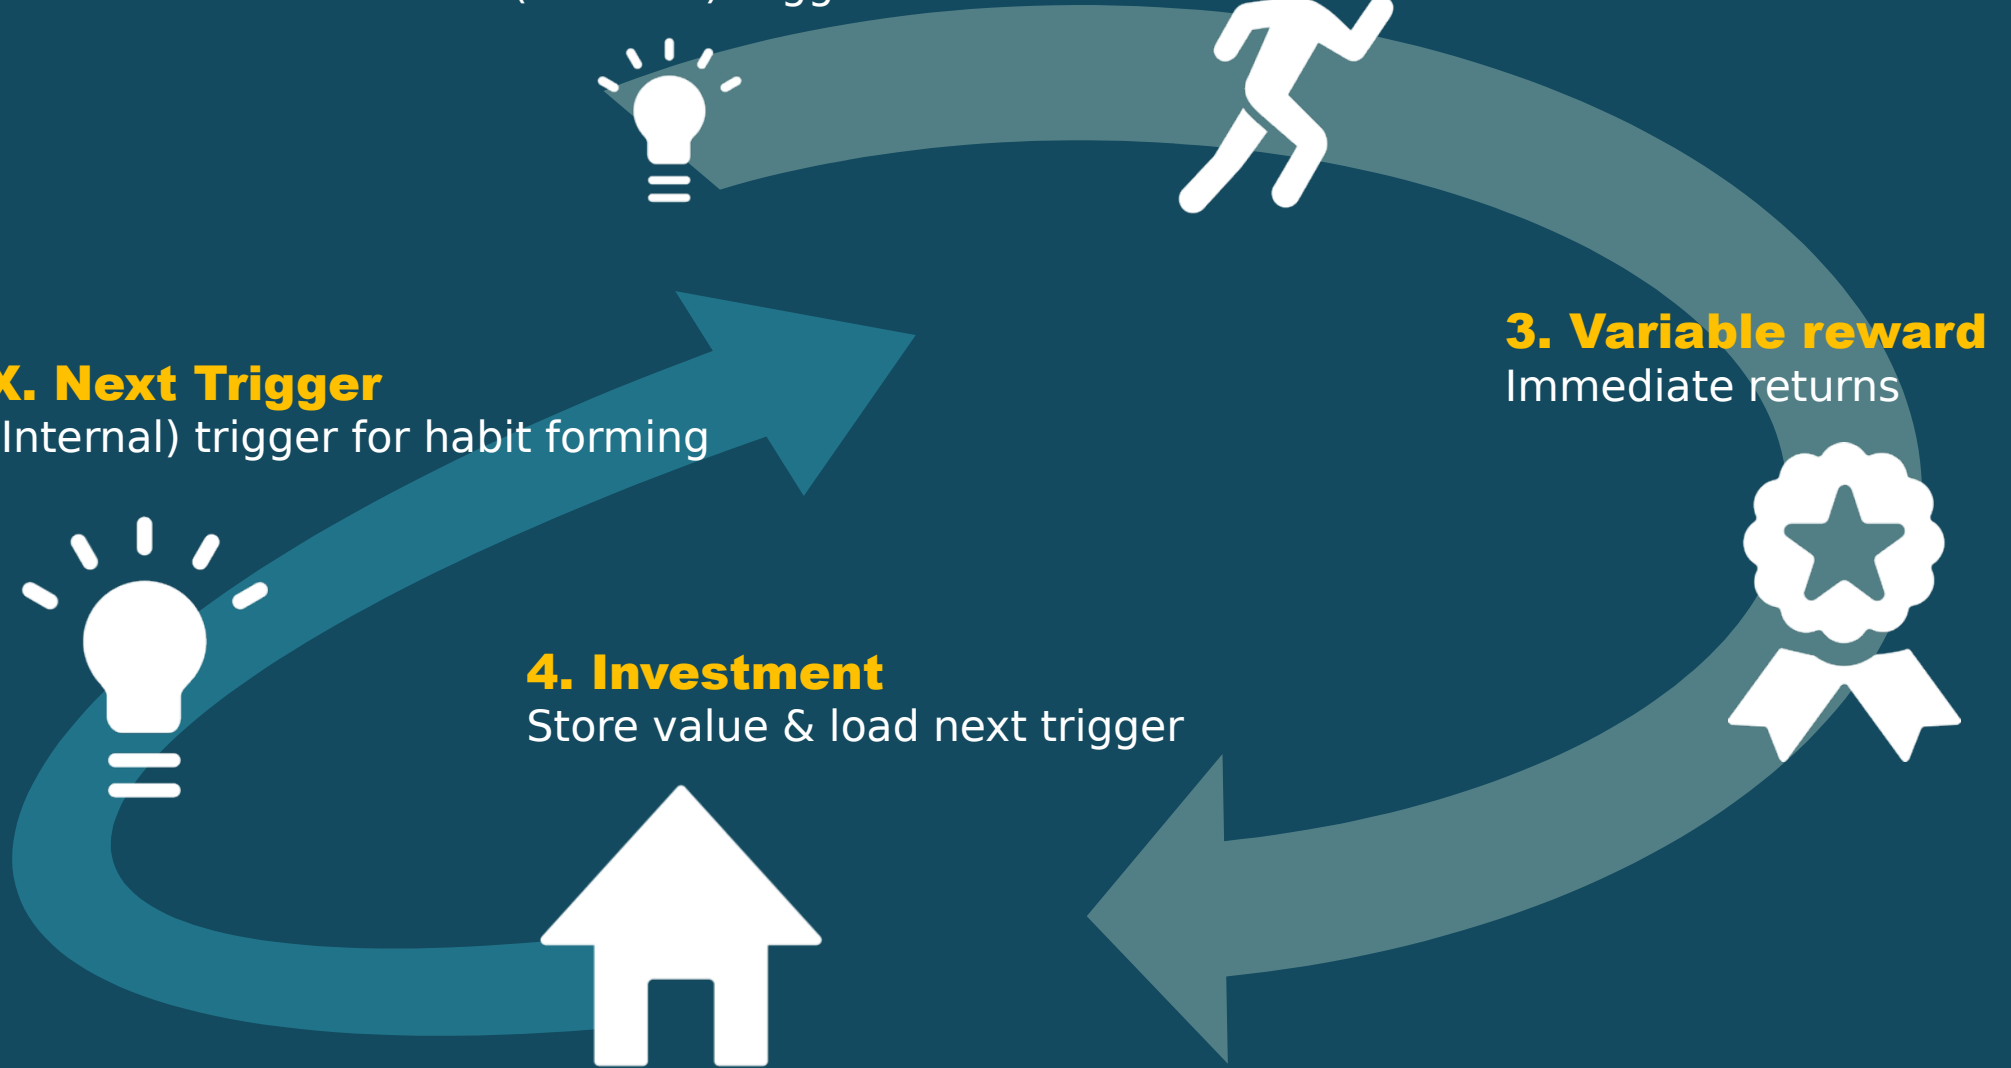 3. Variable reward
Immediate returns
X. Next Trigger
Internal) trigger for habit forming
4. Investment
Store value & load next trigger